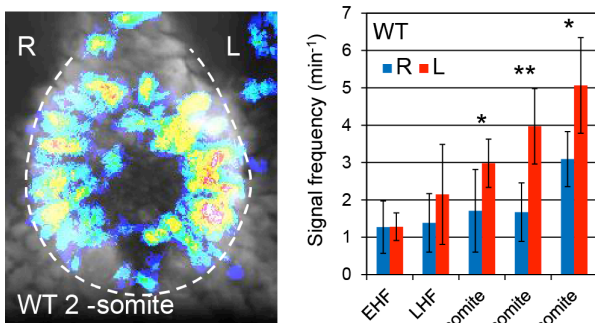 R L
WT 2 -somite
Signal frequency (min⁻¹)
7
6
5
4
3
2
1
0
WT
R L
*
**
*
EHF
LHF
somite
somite
somite